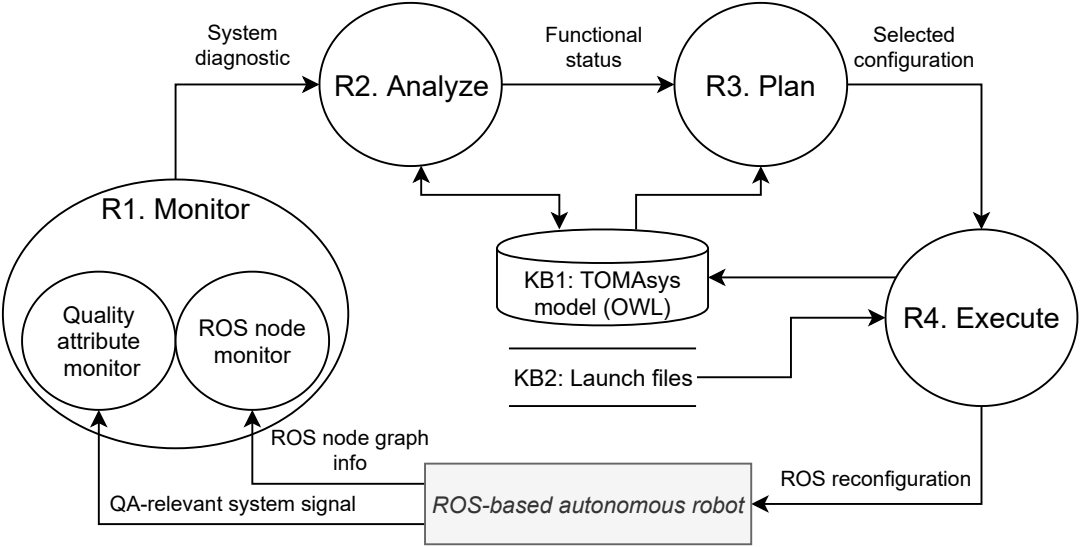 System
diagnostic
R2. Analyze
Functional
status
R3. Plan
Selected
configuration
R1. Monitor
Quality
attribute
monitor
ROS node
monitor
KB1: TOMAsys
model (OWL)
R4. Execute
KB2: Launch files
ROS node graph
info
QA-relevant system signal
ROS-based autonomous robot
ROS reconfiguration